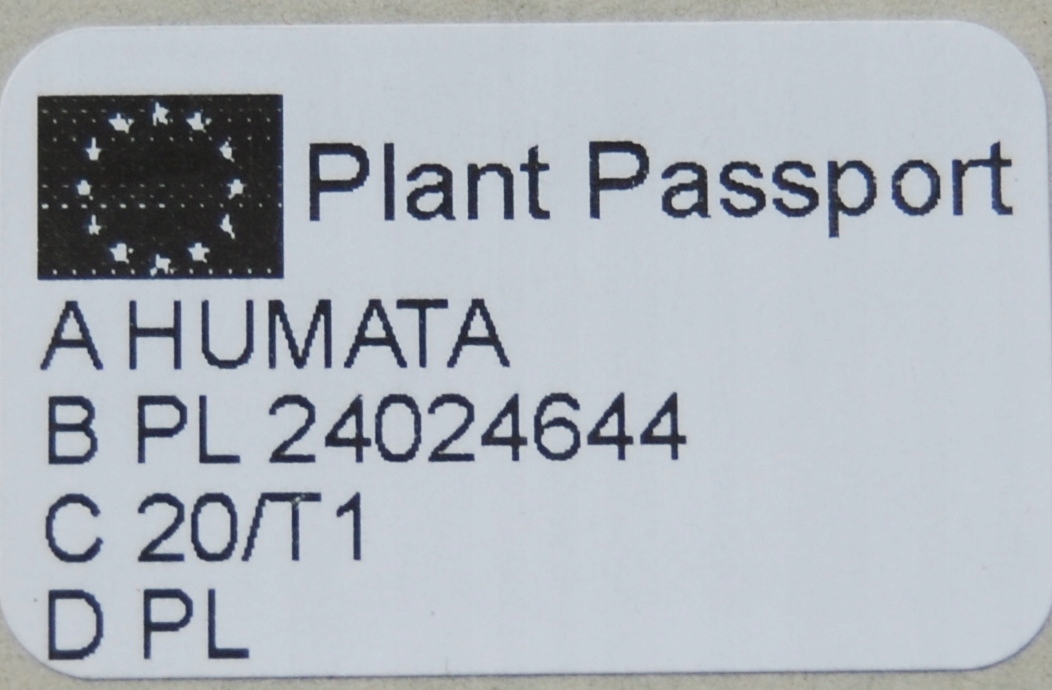 Plant Passport
A HUMATA
B PL 24024644
C 20/T1
D PL